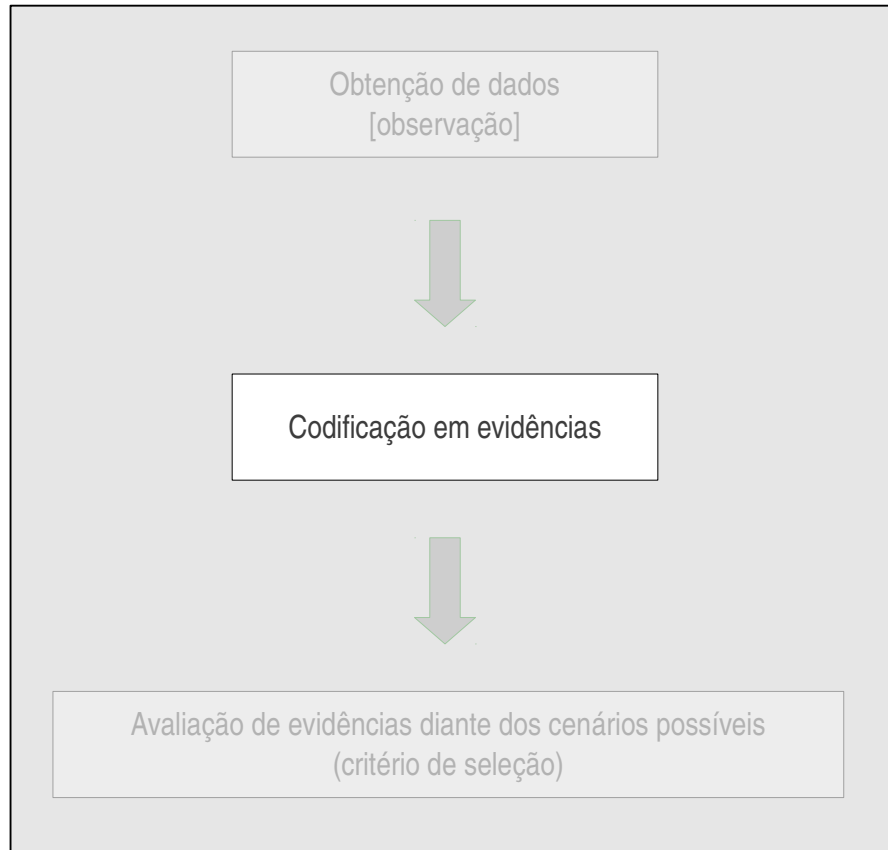 Obtenção de dados
[observação]
Codificação em evidências
Avaliação de evidências diante dos cenários possíveis
(critério de seleção)